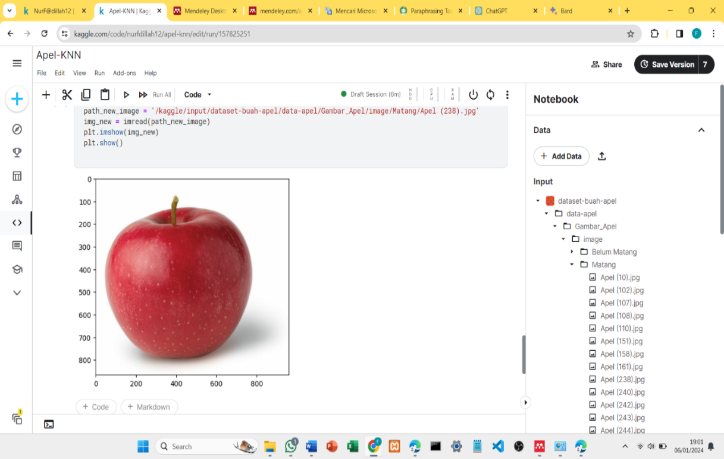 NurFdidillah12 |
Apel-KNN | Kagg
Mendeley Deskt
mendeley.com/a
Mencari Microso
Paraphrasing To
ChatGPT
Bard
kaggle.com/code/nurfdidillah12/apel-knn/edit/run/157825251
Apel-KNN
File Edit View Run Add-ons Help
Share
Save Version 7
Run All
Code
Draft Session (0m)
path_new_image = '/kaggle/input/dataset-buah-apel/data-apel/Gambar_Apel/image/Matang/Apel (238).jpg'
img_new = imread(path_new_image)
plt.imshow(img_new)
plt.show()
0
100
200
300
400
500
600
700
800
0 200 400 600 800
+ Code
+ Markdown
Notebook
Data
+ Add Data
Input
dataset-buah-apel
data-apel
Gambar_Apel
image
Belum Matang
Matang
Apel (10).jpg
Apel (102).jpg
Apel (107).jpg
Apel (108).jpg
Apel (110).jpg
Apel (151).jpg
Apel (158).jpg
Apel (161).jpg
Apel (238).jpg
Apel (240).jpg
Apel (242).jpg
Apel (243).jpg
Apel (244).jpg
Search
19:01
06/01/2024